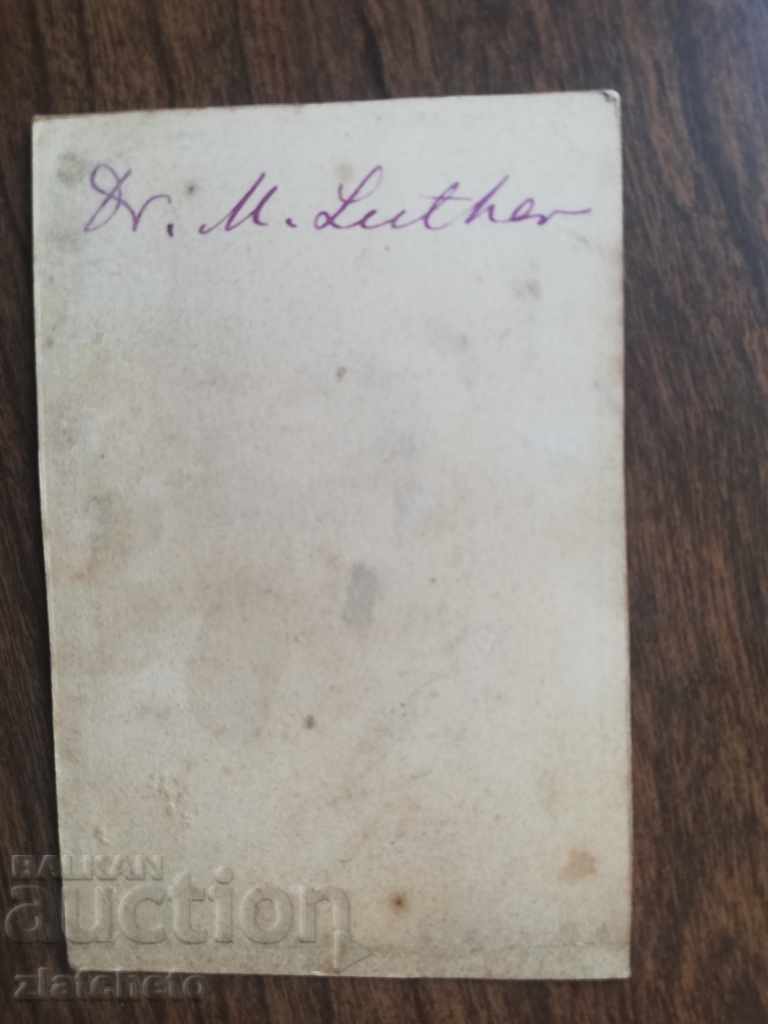 Dr. M. Luther
BALKAN
auction
zlatcheto